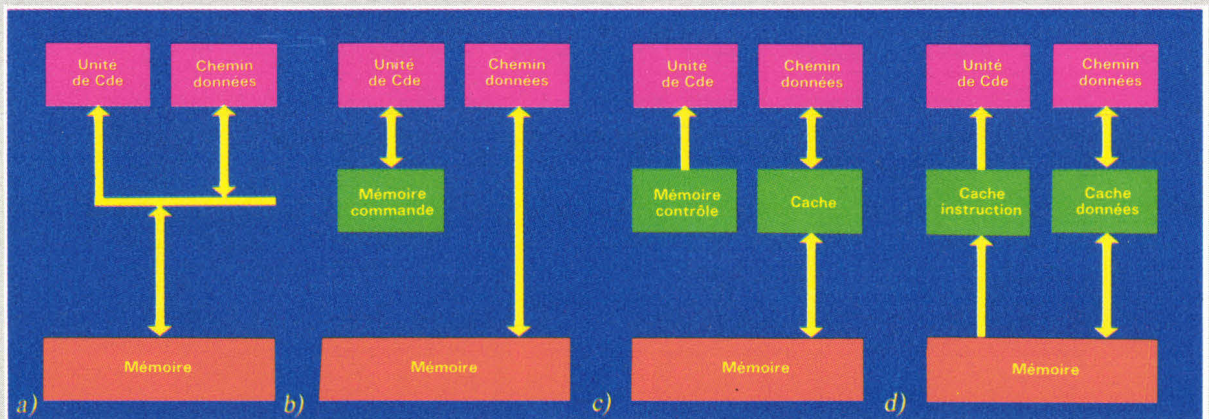 Unité
de Cde
Chemin
données
Mémoire
a)
Unité
de Cde
Chemin
données
Mémoire
commande
Mémoire
b)
Unité
de Cde
Chemin
données
Mémoire
contrôle
Cache
Mémoire
c)
Unité
de Cde
Chemin
données
Cache
instruction
Cache
données
Mémoire
d)